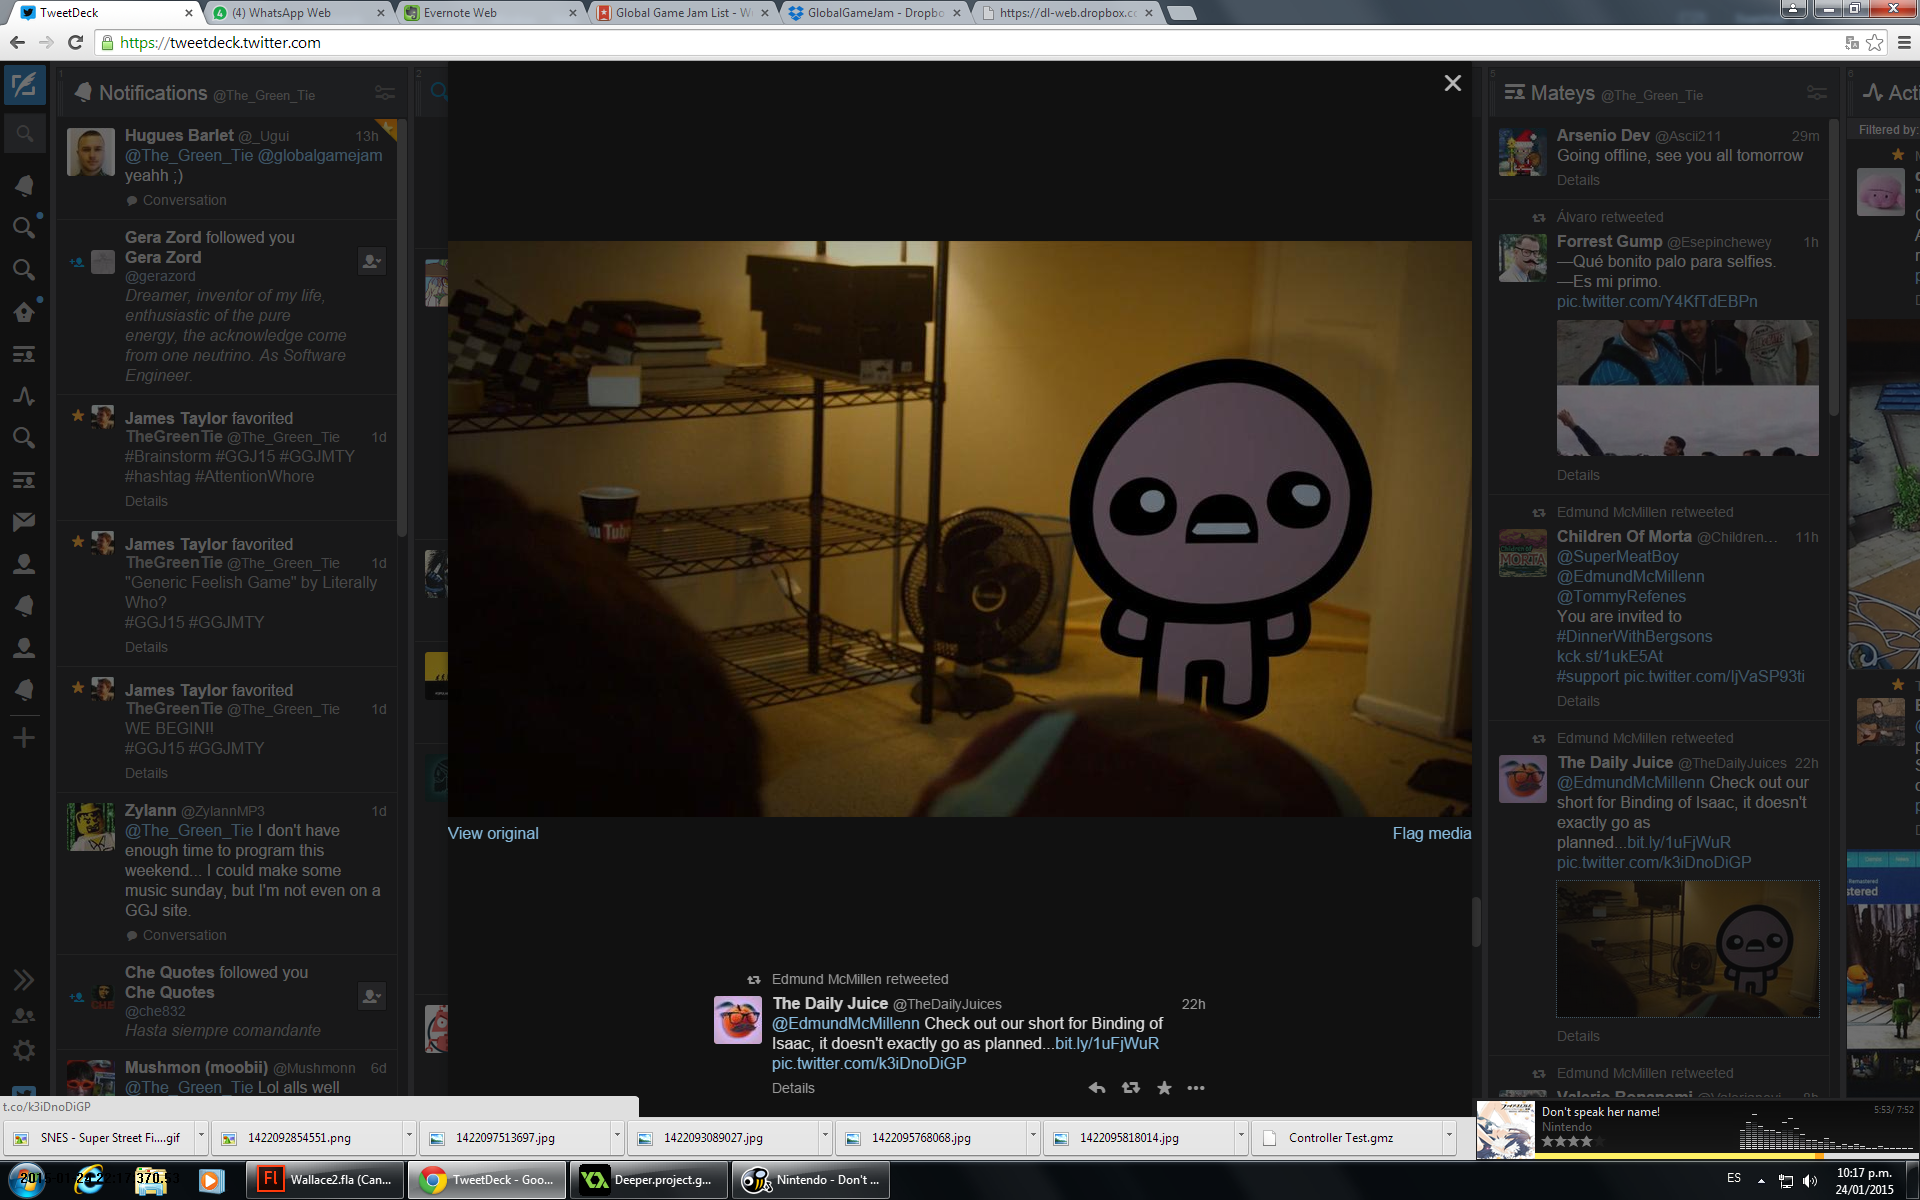 TweetDeck
(4) WhatsApp Web
Evernote Web
Global Game Jam List - W
GlobalGameJam - Dropbo
https://dl-web.dropbox.co
https://tweetdeck.twitter.com
1
Notifications @The_Green_Tie
Hugues Barlet @_Ugui 13h
@The_Green_Tie @globalgamejam
yeahh ;)
Conversation
Gera Zord followed you
Gera Zord
@gerazord
Dreamer, inventor of my life,
enthusiastic of the pure
energy, the acknowledge come
from one neutrino. As Software
Engineer.
James Taylor favorited
TheGreenTie @The_Green_Tie 1d
#Brainstorm #GGJ15 #GGJMTY
#hashtag #AttentionWhore
Details
James Taylor favorited
TheGreenTie @The_Green_Tie 1d
"Generic Feelish Game" by Literally
Who?
#GGJ15 #GGJMTY
Details
James Taylor favorited
TheGreenTie @The_Green_Tie 1d
WE BEGIN!!
#GGJ15 #GGJMTY
Details
Zylann @ZylannMP3 1d
@The_Green_Tie I don't have
enough time to program this
weekend... I could make some
music sunday, but I'm not even on a
GGJ site.
Conversation
Che Quotes followed you
Che Quotes
@che832
Hasta siempre comandante
CHE
Mushmon (moobii) @Mushmonn 6d
@The_Green_Tie Lol alls well
t.co/k3iDnoDiGP
2
You Tube
View original
Flag media
Edmund McMillen retweeted
The Daily Juice @TheDailyJuices 22h
@EdmundMcMillenn Check out our short for Binding of
Isaac, it doesn't exactly go as planned...bit.ly/1uFjWuR
pic.twitter.com/k3iDnoDiGP
Details
5
Mateys @The_Green_Tie
Arsenio Dev @Ascii211 29m
Going offline, see you all tomorrow
Details
Álvaro retweeted
Forrest Gump @Esepinchewey 1h
—Qué bonito palo para selfies.
—Es mi primo.
pic.twitter.com/Y4KfTdEBPn
Details
Edmund McMillen retweeted
Children Of Morta @Children... 11h
@SuperMeatBoy
@EdmundMcMillenn
@TommyRefenes
You are invited to
#DinnerWithBergsons
kck.st/1ukE5At
#support pic.twitter.com/IjVaSP93ti
Details
MORTA
Edmund McMillen retweeted
The Daily Juice @TheDailyJuices 22h
@EdmundMcMillenn Check out our
short for Binding of Isaac, it doesn't
exactly go as
planned...bit.ly/1uFjWuR
pic.twitter.com/k3iDnoDiGP
Details
Edmund McMillen retweeted
6
Acti
Filtered by:
Remastered
stered
Don't speak her name!
Nintendo
5:53/ 7:52
SNES - Super Street Fi....gif
1422092854551.png
1422097513697.jpg
1422093089027.jpg
1422095768068.jpg
1422095818014.jpg
Controller Test.gmz
Fl
Wallace2.fla (Can...
TweetDeck - Goo...
Deeper.project.g...
Nintendo - Don't ...
ES
10:17 p.m.
24/01/2015